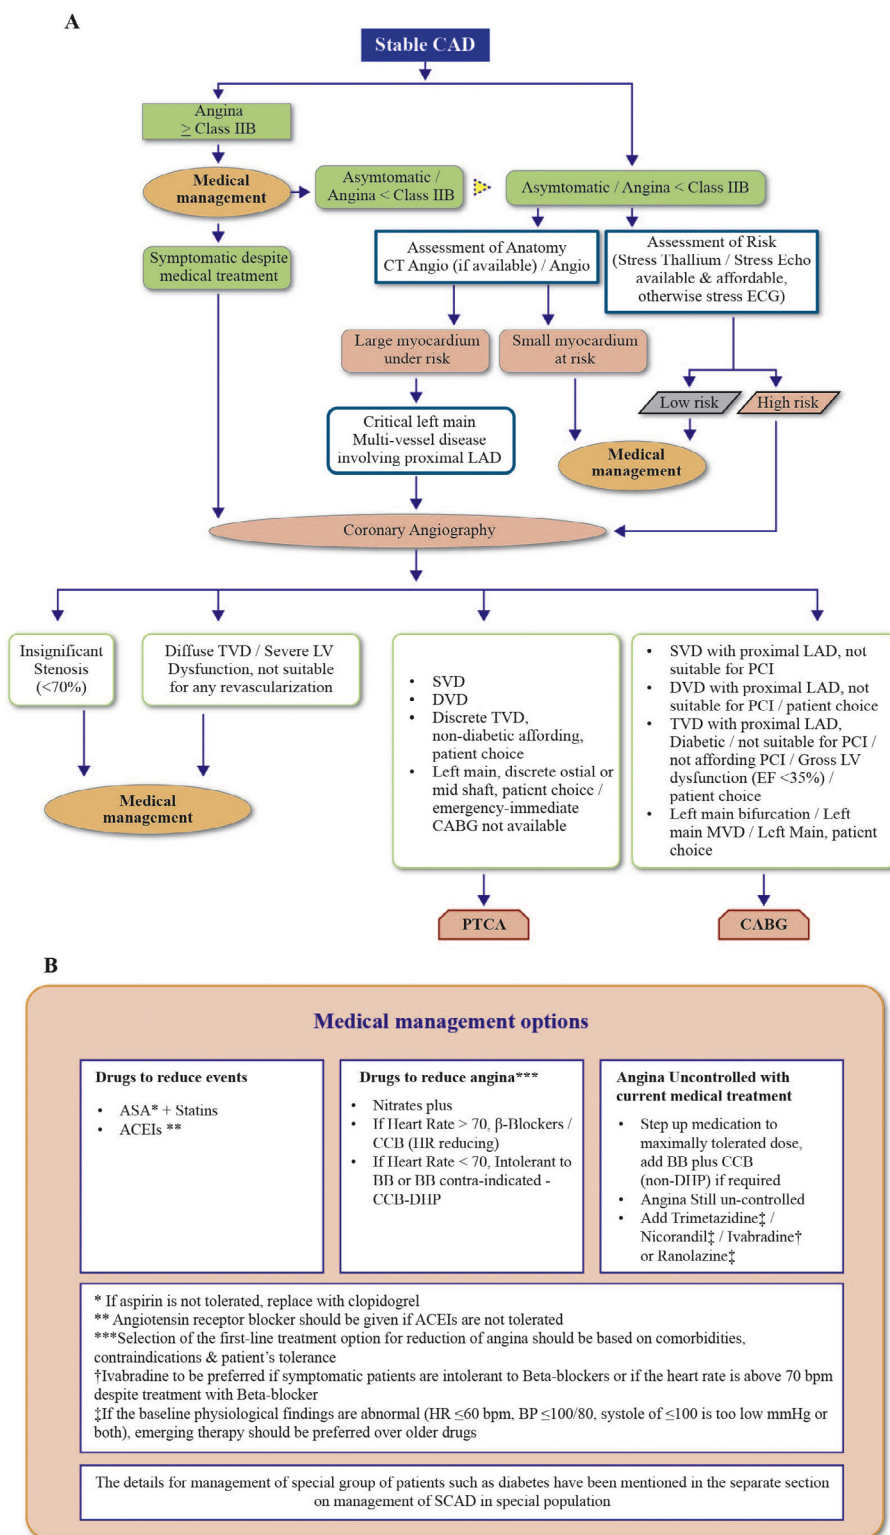 A
Stable CAD
Angina
≥ Class IIB
Medical
management
Asymtomatic /
Angina < Class IIB
Asymtomatic / Angina < Class IIB
Symptomatic despite
medical treatment
Assessment of Anatomy
CT Angio (if available) / Angio
Assessment of Risk
(Stress Thallium / Stress Echo
available & affordable,
otherwise stress ECG)
Large myocardium
under risk
Small myocardium
at risk
Low risk
High risk
Critical left main
Multi-vessel disease
involving proximal LAD
Medical
management
Coronary Angiography
Insignificant
Stenosis
(<70%)
Diffuse TVD / Severe LV
Dysfunction, not suitable
for any revascularization
• SVD
• DVD
• Discrete TVD,
non-diabetic affording,
patient choice
• Left main, discrete ostial or
mid shaft, patient choice /
emergency-immediate
CABG not available
• SVD with proximal LAD, not
suitable for PCI
• DVD with proximal LAD, not
suitable for PCI / patient choice
• TVD with proximal LAD,
Diabetic / not suitable for PCI /
not affording PCI / Gross LV
dysfunction (EF <35%) /
patient choice
• Left main bifurcation / Left
main MVD / Left Main, patient
choice
Medical
management
PTCA
CABG
B
Medical management options
Drugs to reduce events
• ASA* + Statins
• ACEIs **
Drugs to reduce angina***
• Nitrates plus
• If Heart Rate > 70, β-Blockers /
CCB (HR reducing)
• If Heart Rate < 70, Intolerant to
BB or BB contra-indicated -
CCB-DHP
Angina Uncontrolled with
current medical treatment
• Step up medication to
maximally tolerated dose,
add BB plus CCB
(non-DHP) if required
• Angina Still un-controlled
• Add Trimetazidine‡ /
Nicorandil‡ / Ivabradine†
or Ranolazine‡
* If aspirin is not tolerated, replace with clopidogrel
** Angiotensin receptor blocker should be given if ACEIs are not tolerated
***Selection of the first-line treatment option for reduction of angina should be based on comorbidities,
contraindications & patient's tolerance
†Ivabradine to be preferred if symptomatic patients are intolerant to Beta-blockers or if the heart rate is above 70 bpm
despite treatment with Beta-blocker
‡If the baseline physiological findings are abnormal (HR ≤60 bpm, BP ≤100/80, systole of ≤100 is too low mmHg or
both), emerging therapy should be preferred over older drugs
The details for management of special group of patients such as diabetes have been mentioned in the separate section
on management of SCAD in special population